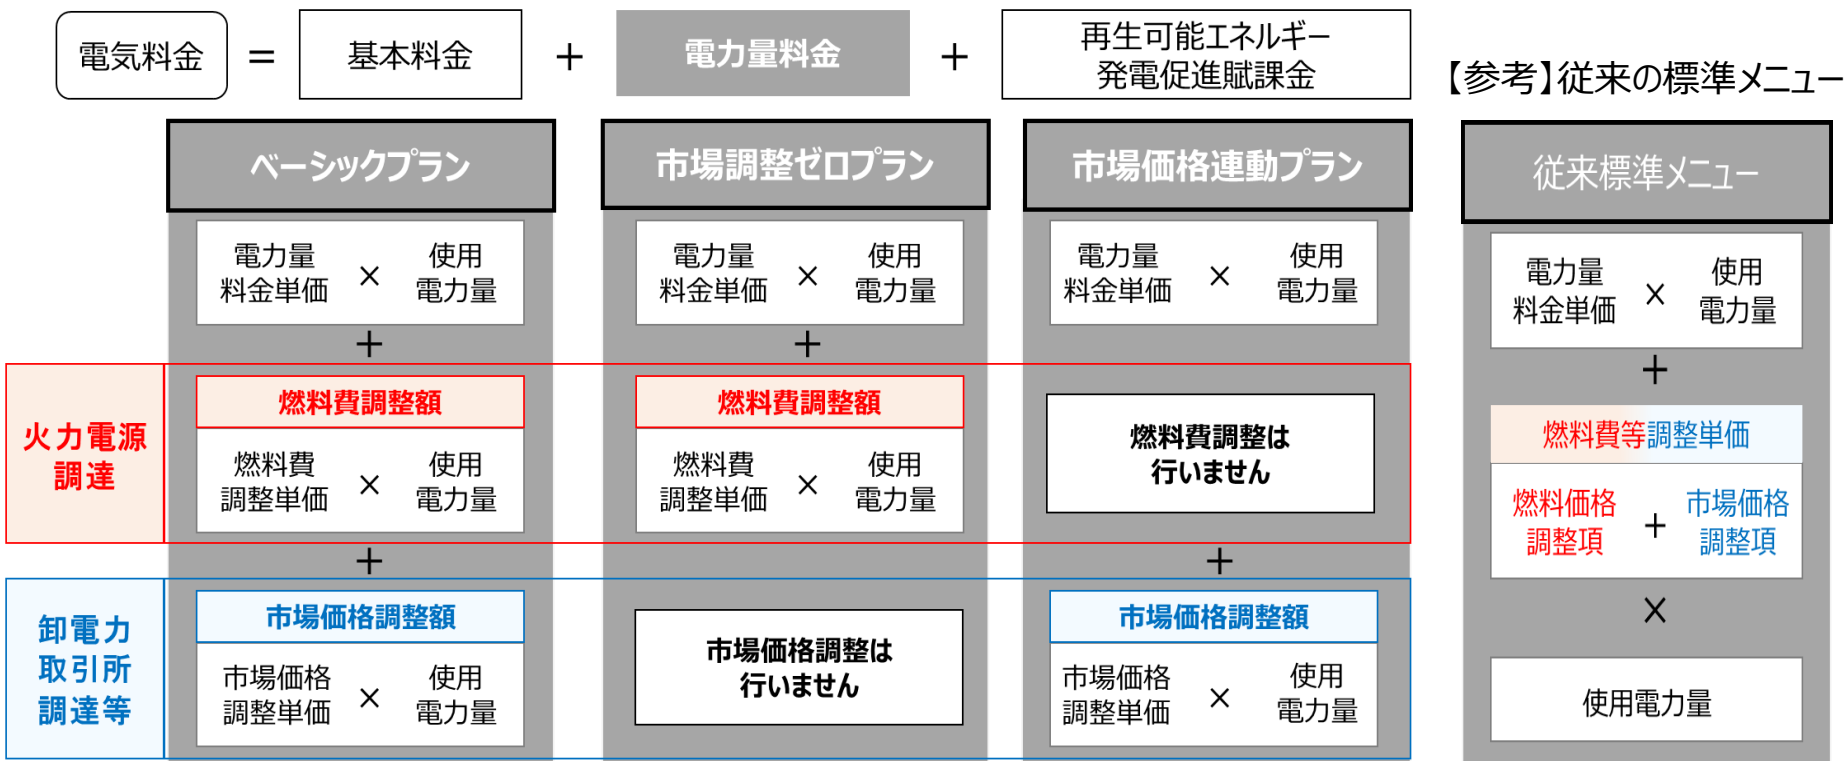 電気料金 = 基本料金 + 電力量料金 + 再生可能エネルギー
発電促進賦課金
【参考】従来の標準メニュー
ベーシックプラン
電力量
料金単価
×
使用
電力量
+
燃料費調整額
燃料費
調整単価
×
使用
電力量
+
市場価格調整額
市場価格
調整単価
×
使用
電力量
市場調整ゼロプラン
電力量
料金単価
×
使用
電力量
+
燃料費調整額
燃料費
調整単価
×
使用
電力量
市場価格調整は
行いません
市場価格連動プラン
電力量
料金単価
×
使用
電力量
燃料費調整は
行いません
+
市場価格調整額
市場価格
調整単価
×
使用
電力量
従来標準メニュー
電力量
料金単価
×
使用
電力量
+
燃料費等調整単価
燃料価格
調整項
+
市場価格
調整項
×
使用電力量
火力電源
調達
卸電力
取引所
調達等